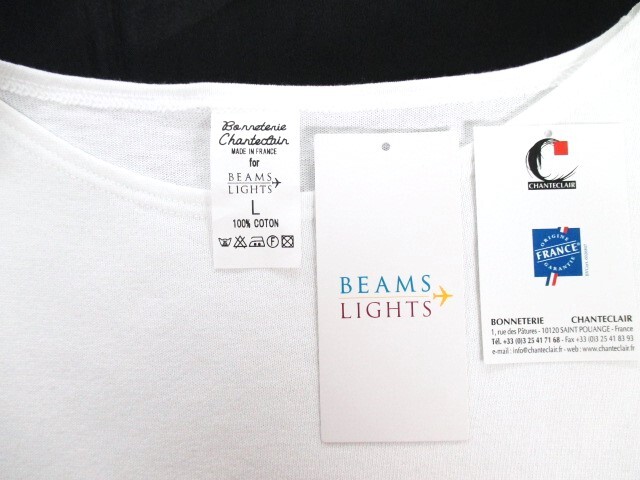 Bonneterie
Chanteclair
MADE IN FRANCE
for
BEAMS
LIGHTS
L
100% COTON
BEAMS
LIGHTS
CHANTECLAIR
ORIGINE
FRANCE
GARANTIE
BONNETERIE CHANTECLAIR
1, rue des Pâtures - 10120 SAINT POUANGE - France
Tél. +33 (0)3 25 41 71 68 - Fax +33 (0)3 25 41 83 93
e-mail : info@chanteclair.fr - web : www.chanteclair.fr